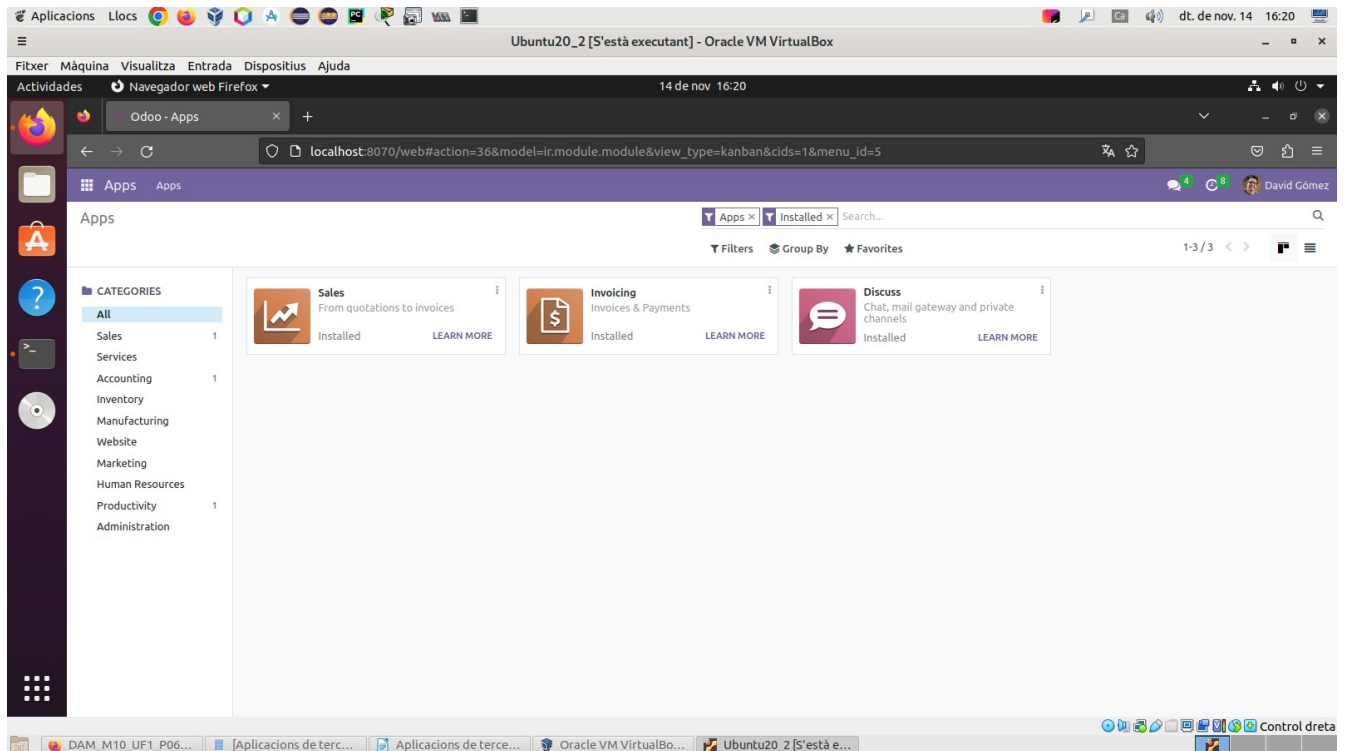 Aplicacions Llocs dt. de nov. 14 16:20
Ubuntu20_2 [S'està executant] - Oracle VM VirtualBox
Fitxer Màquina Visualitza Entrada Dispositius Ajuda
Actividades Navegador web Firefox 14 de nov 16:20
Odoo - Apps
localhost:8070/web#action=36&model=ir.module.module&view_type=kanban&cids=1&menu_id=5
Apps Apps 4 8 David Gómez
Apps Apps × Installed × Search...
Filters Group By Favorites 1-3 / 3
CATEGORIES
All
Sales 1
Services
Accounting 1
Inventory
Manufacturing
Website
Marketing
Human Resources
Productivity 1
Administration
Sales
From quotations to invoices
Installed LEARN MORE
Invoicing
Invoices & Payments
Installed LEARN MORE
Discuss
Chat, mail gateway and private
channels
Installed LEARN MORE
Control dreta
DAM_M10_UF1_P06... [Aplicacions de terc... Aplicacions de terce... Oracle VM VirtualBo... Ubuntu20_2 [S'està e...